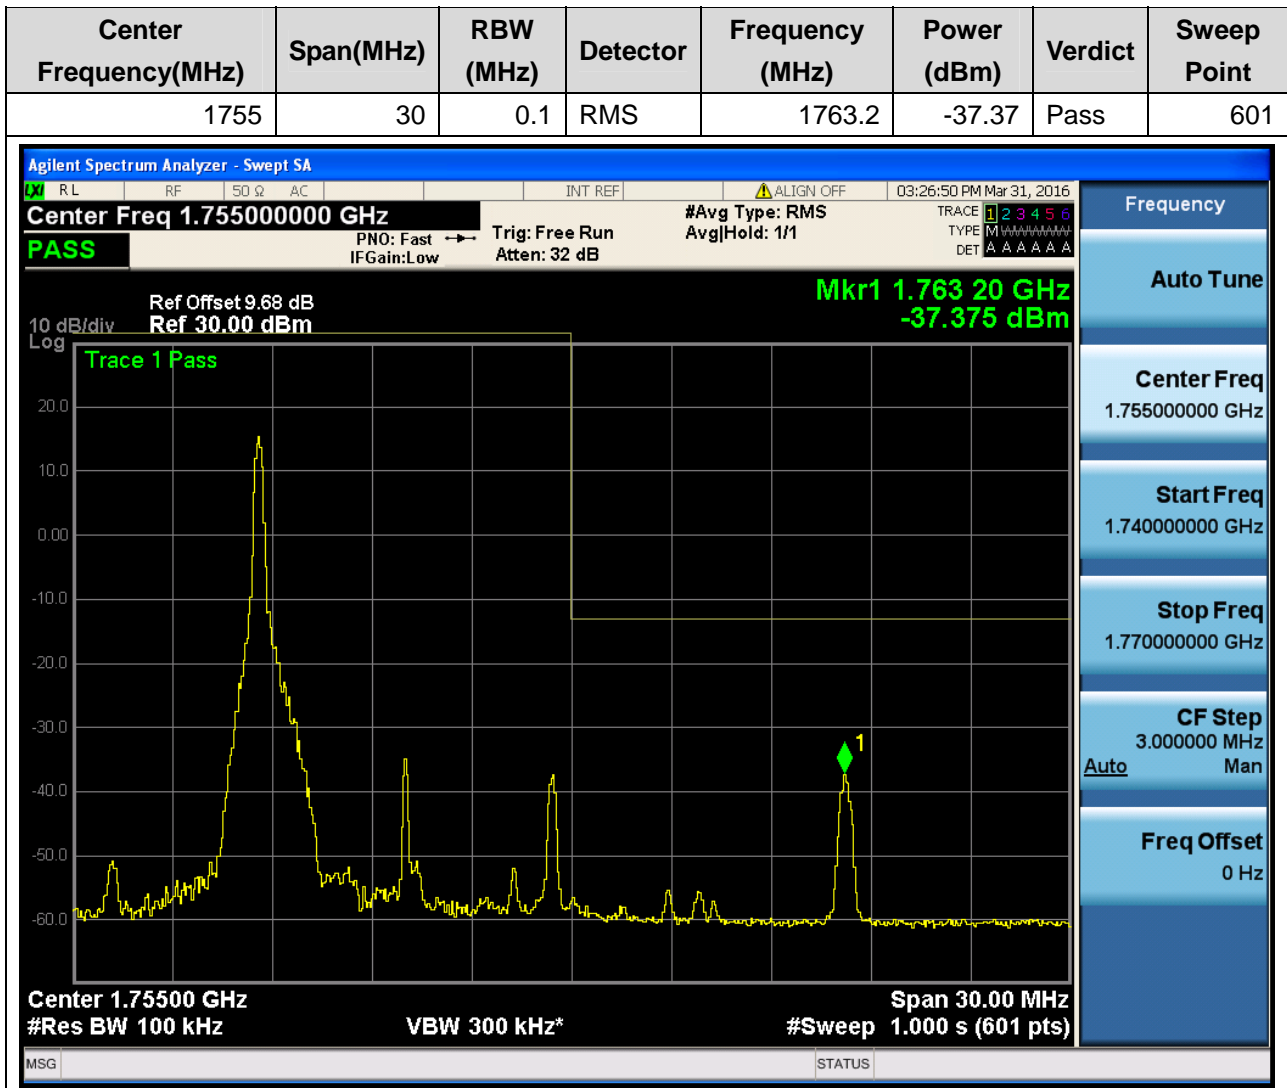 Center Frequency(MHz) Span(MHz) RBW (MHz) Detector Frequency (MHz) Power (dBm) Verdict Sweep Point
1755 30 0.1 RMS 1763.2 -37.37 Pass 601
Agilent Spectrum Analyzer - Swept SA
LXI RL RF 50 Ω AC INT REF ALIGN OFF 03:26:50 PM Mar 31, 2016
Center Freq 1.755000000 GHz
PASS
PNO: Fast
IFGain:Low
Trig: Free Run
Atten: 32 dB
#Avg Type: RMS
Avg|Hold: 1/1
TRACE 1 2 3 4 5 6
TYPE M WWWWW
DET A A A A A A
Ref Offset 9.68 dB
10 dB/div Ref 30.00 dBm
Log
Mkr1 1.763 20 GHz
-37.375 dBm
Trace 1 Pass
20.0
10.0
0.00
-10.0
-20.0
-30.0
1
-40.0
-50.0
-60.0
Center 1.75500 GHz Span 30.00 MHz
#Res BW 100 kHz VBW 300 kHz* #Sweep 1.000 s (601 pts)
MSG STATUS
Frequency
Auto Tune
Center Freq
1.755000000 GHz
Start Freq
1.740000000 GHz
Stop Freq
1.770000000 GHz
CF Step
3.000000 MHz
Auto Man
Freq Offset
0 Hz